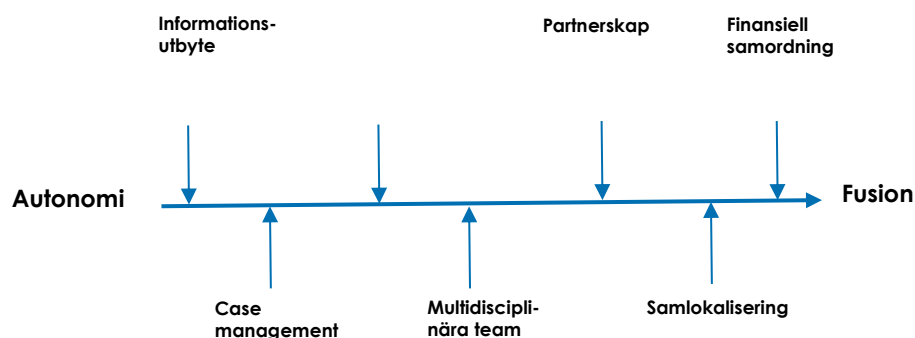 Informations-
utbyte
Partnerskap
Finansiell
samordning
Autonomi
Fusion
Case
management
Multidiscipli-
nära team
Samlokalisering